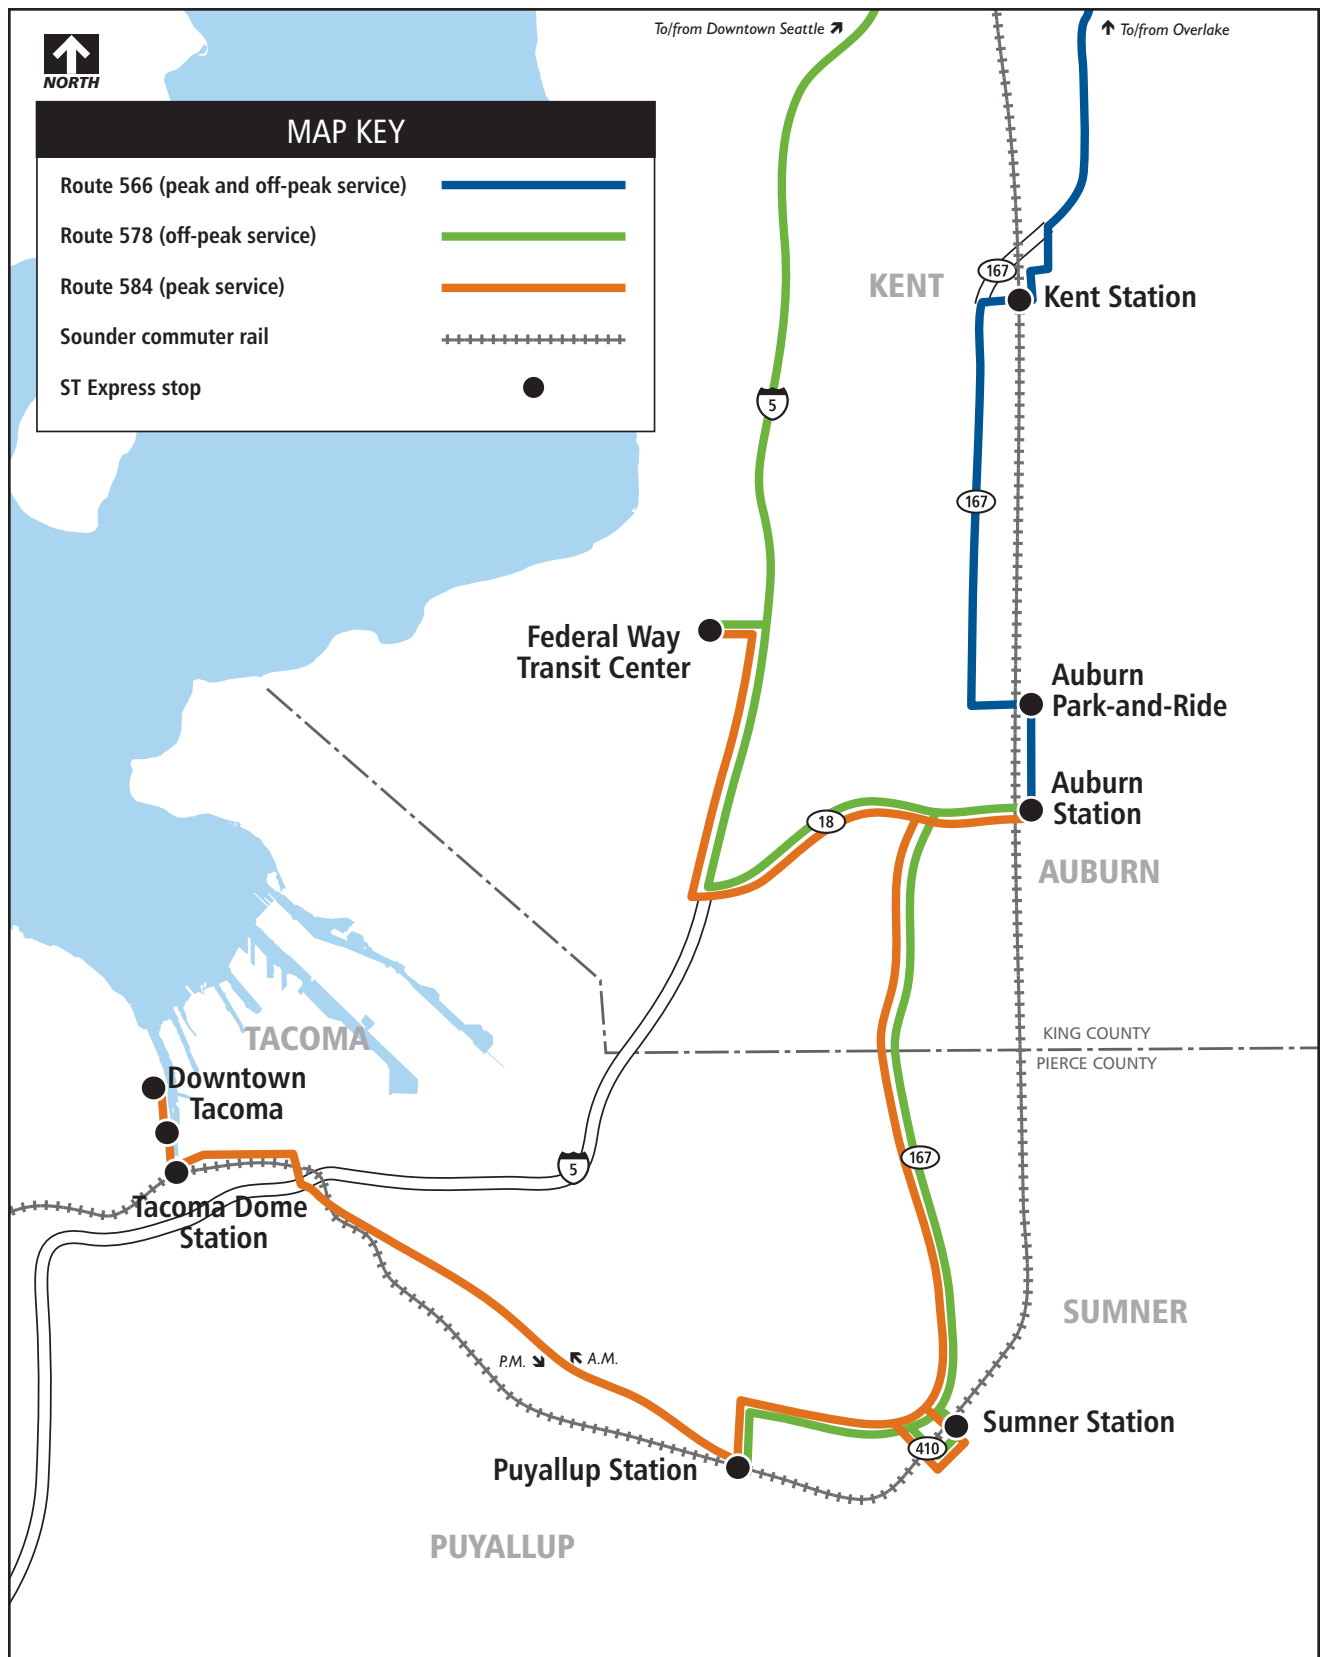 To/from Downtown Seattle
To/from Overlake
NORTH
MAP KEY
Route 566 (peak and off-peak service)
Route 578 (off-peak service)
Route 584 (peak service)
Sounder commuter rail
ST Express stop
167
KENT
Kent Station
5
167
Federal Way
Transit Center
Auburn
Park-and-Ride
Auburn
Station
18
AUBURN
TACOMA
KING COUNTY
PIERCE COUNTY
Downtown
Tacoma
5
167
Tacoma Dome
Station
SUMNER
P.M.
A.M.
Sumner Station
410
Puyallup Station
PUYALLUP